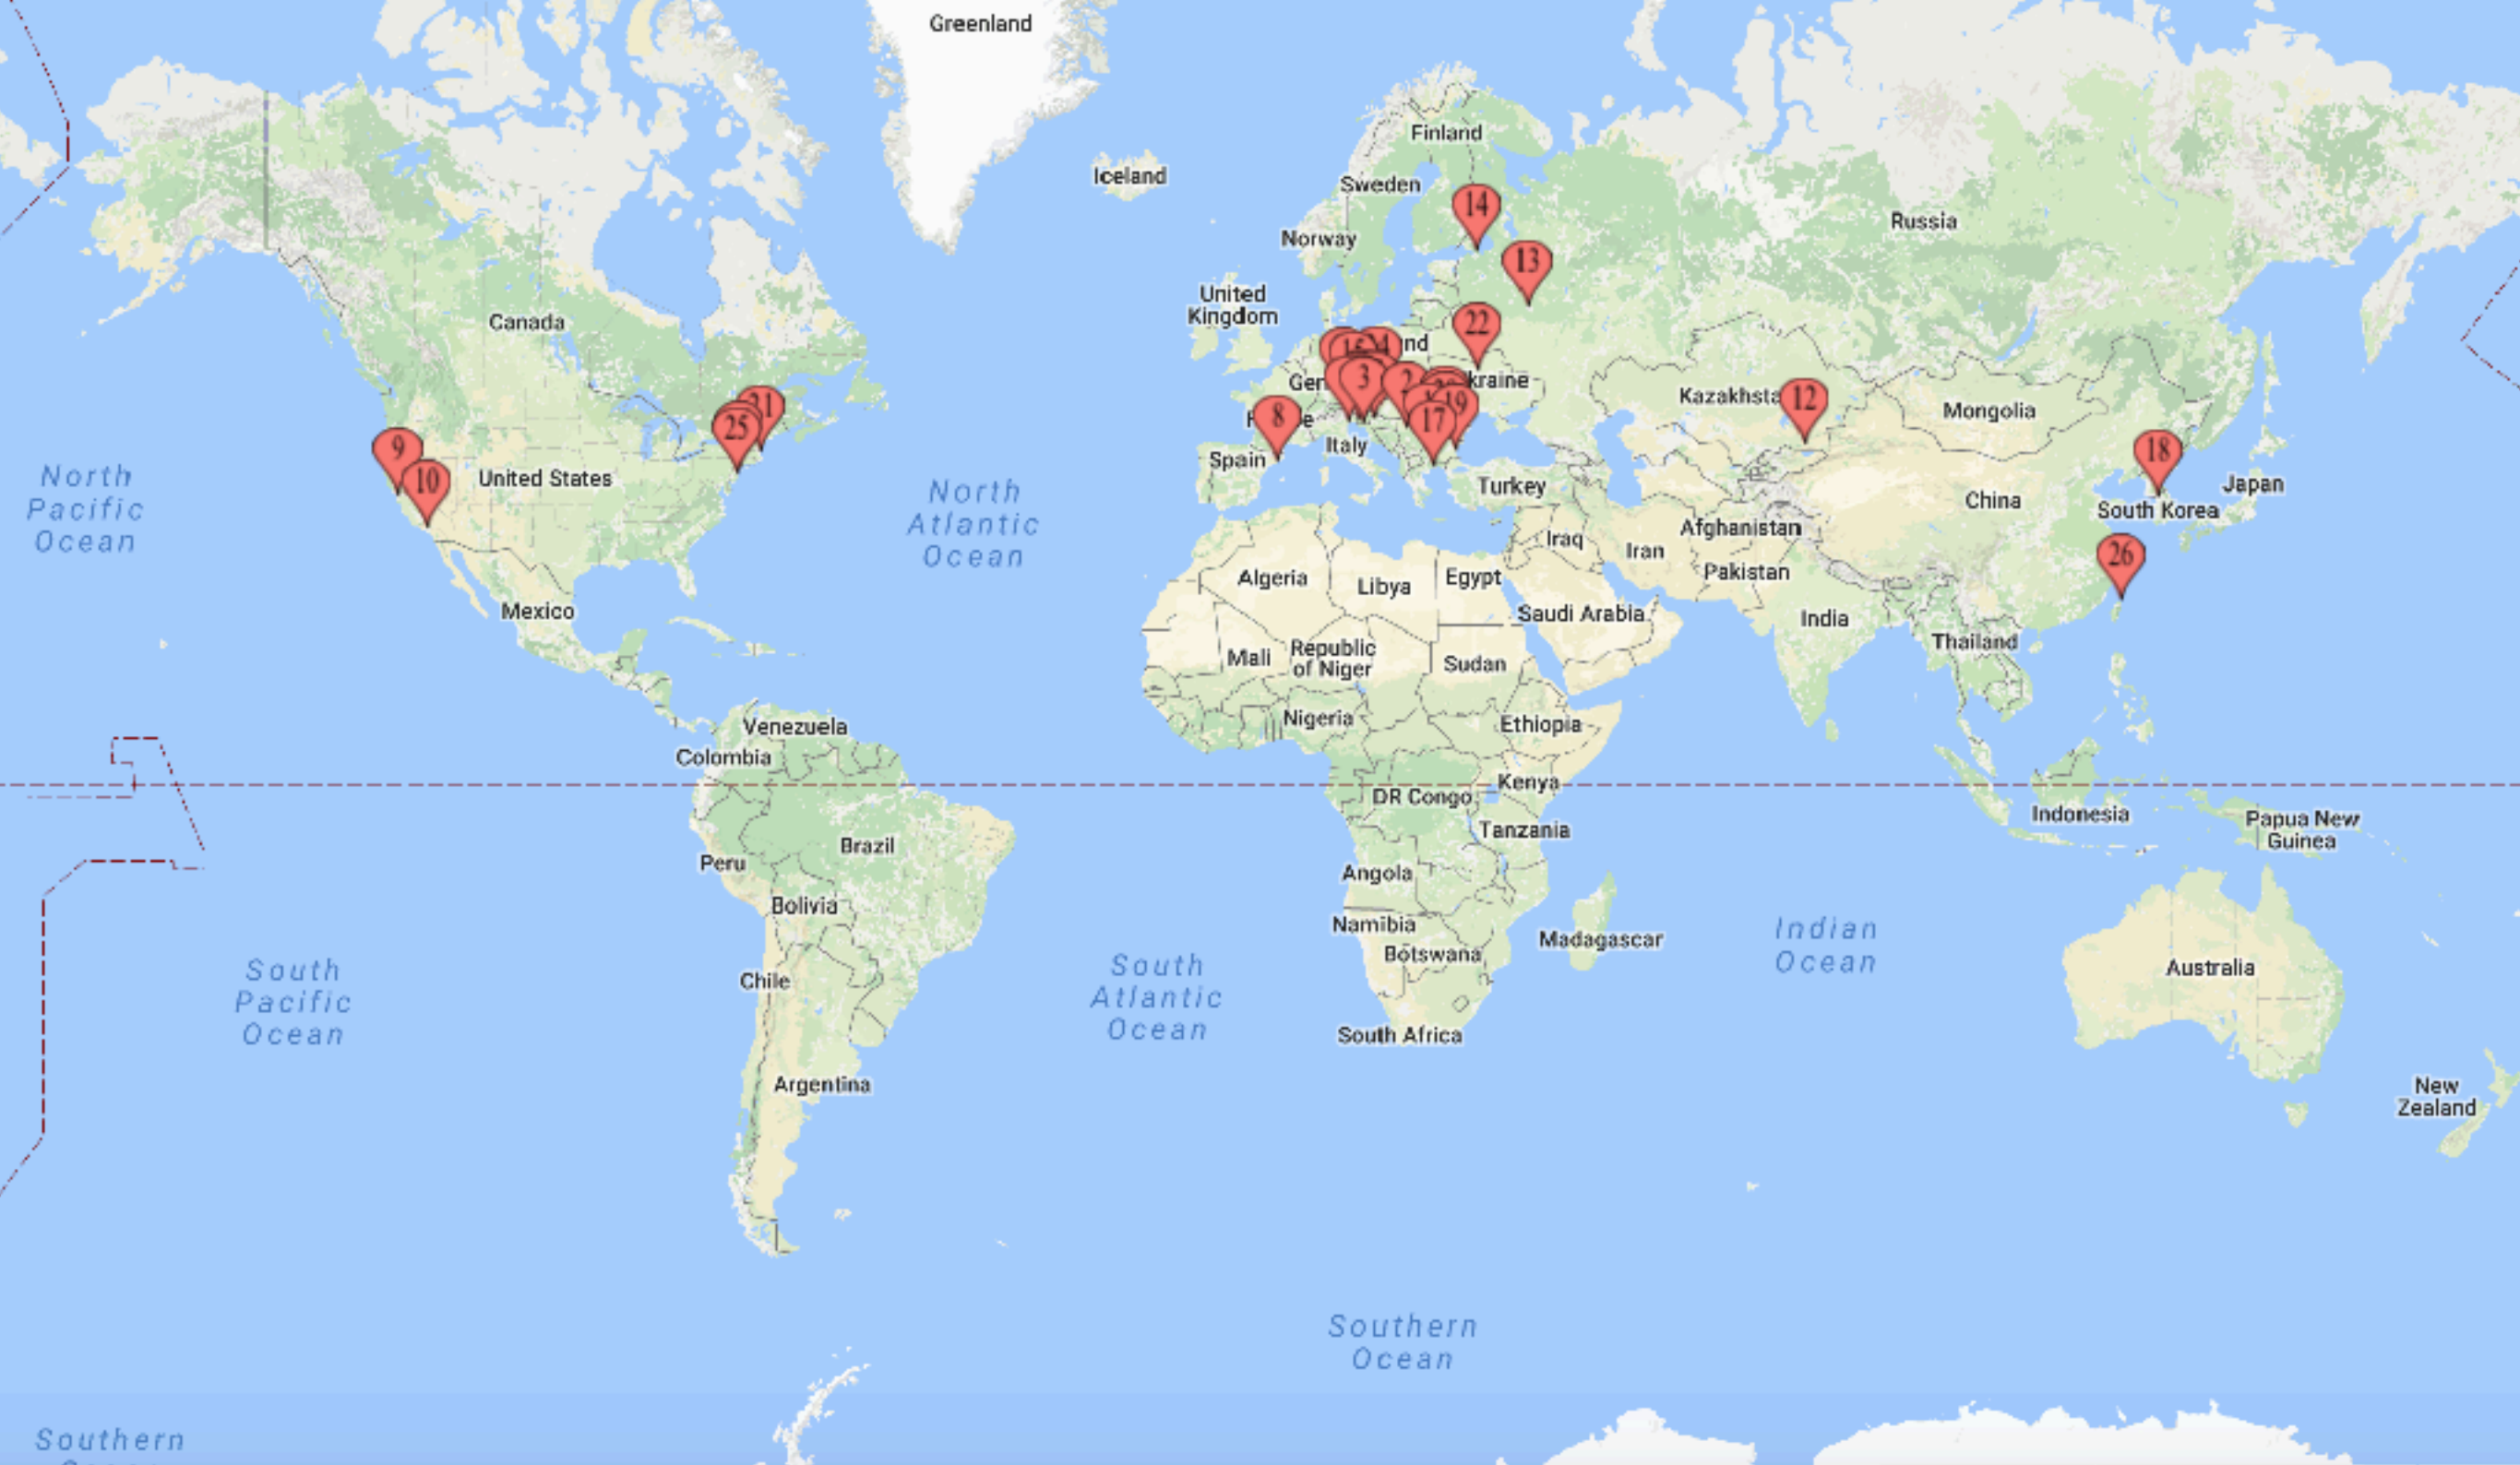 Greenland
Finland
Iceland
Sweden
14
Russia
Norway
13
United
Kingdom
Canada
22
15
4
nd
3
2
Ger
kraine
Kazakhsta
12
Mongolia
31
25
8
19
17
Italy
9
10
United States
Spain
18
North
Pacific
Ocean
North
Atlantic
Ocean
Turkey
China
Japan
South Korea
Afghanistan
Iraq
Iran
26
Algeria
Libya
Egypt
Pakistan
Mexico
Saudi Arabia
India
Thailand
Mali
Republic
of Niger
Sudan
Nigeria
Ethiopia
Venezuela
Colombia
Kenya
DR Congo
Tanzania
Indonesia
Papua New
Guinea
Brazil
Peru
Angola
Bolivia
Namibia
Botswana
Madagascar
Indian
Ocean
South
Pacific
Ocean
Chile
South
Atlantic
Ocean
Australia
South Africa
Argentina
New
Zealand
Southern
Ocean
Southern